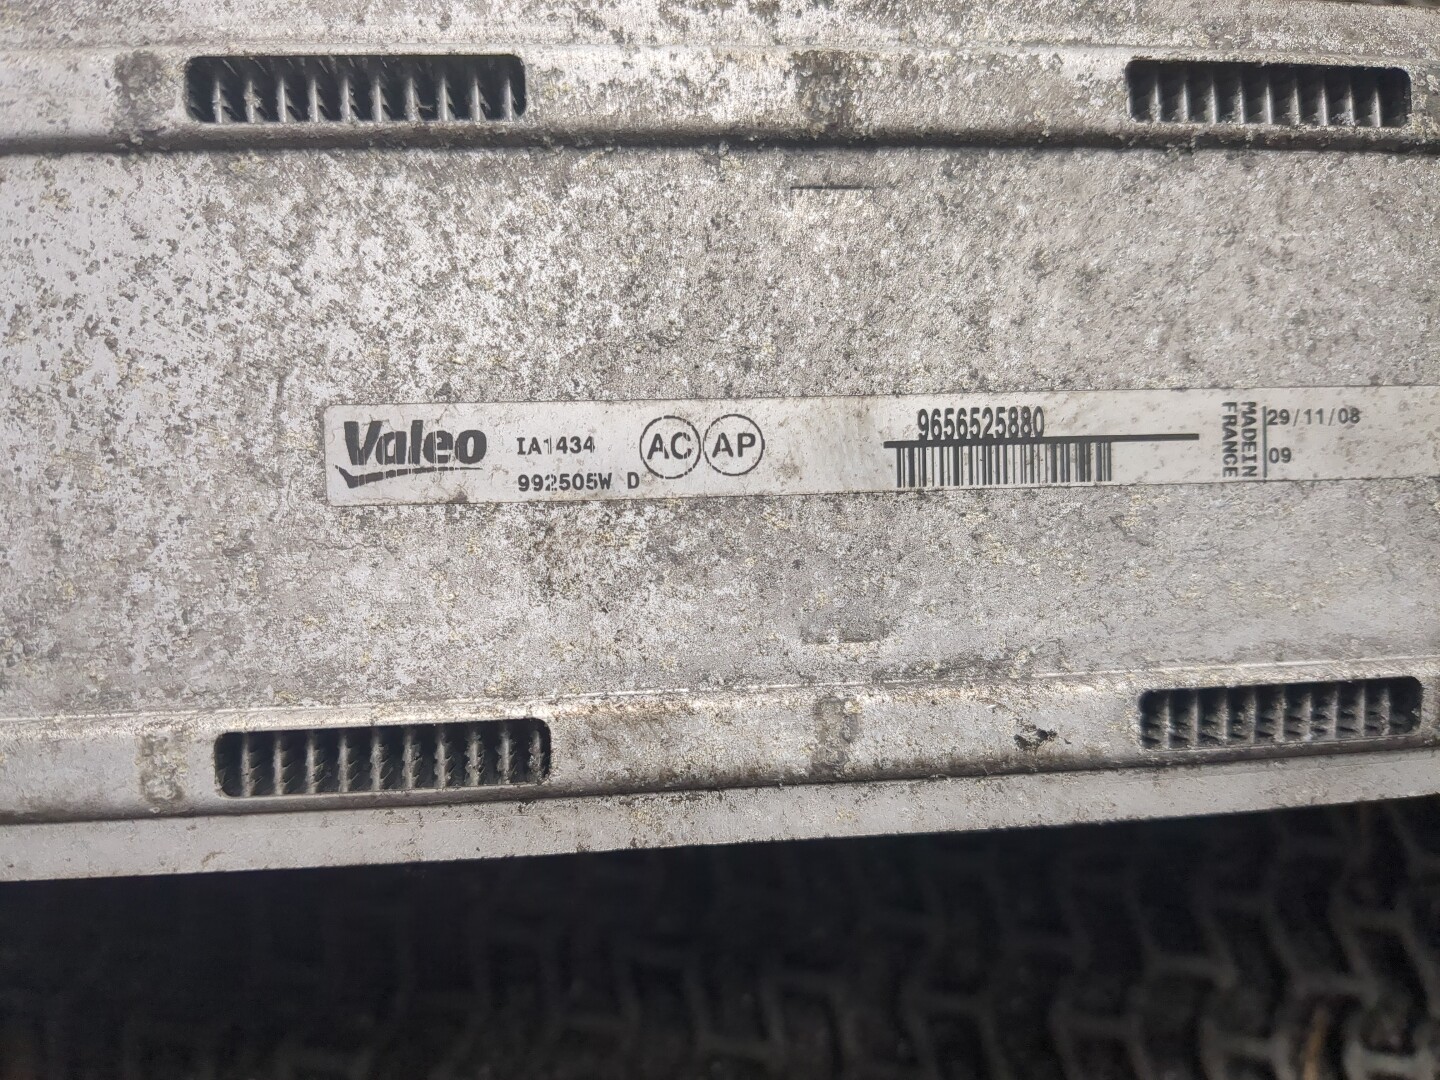 Valeo
IA1434
992505W D
AC AP
9656525880
MADE IN
FRANCE
29/11/08
09